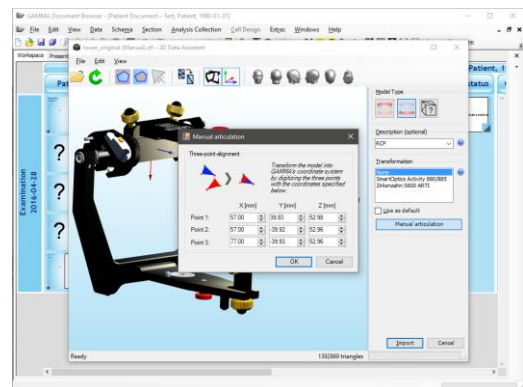 GAMMA Document Browser - [Patient Document - Test, Patient, 1980-01-31]
File Edit View Data Schema Section Analysis Collection Cell Design Extras Windows Help
Workspace
Patient, 1
Pat
status
Examination
2016-04-28
?
?
?
lower_original (Manual).stl - 3D Data Assistant
File Edit View
Model Type
Description (optional)
RCP
Transformation
None
SmartOptics Activity 880/885
Zirkonzahn S600 ARTI
Use as default
Manual articulation
Import Cancel
Manual articulation
Three-point-alignment
Transform the model into
GAMMA's coordinate system
by digitizing the three points
with the coordinates specified
below.
X [mm] Y [mm] Z [mm]
Point 1: 57.00 39.93 52.98
Point 2: 57.00 -39.92 52.96
Point 3: 77.00 -39.93 52.96
OK Cancel
Ready
1392869 triangles